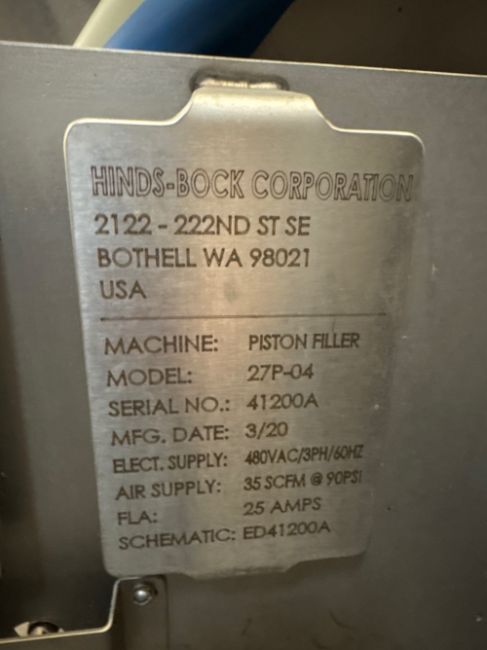 HINDS-BOCK CORPORATION
2122 - 222ND ST SE
BOTHELL WA 98021
USA
MACHINE: PISTON FILLER
MODEL: 27P-04
SERIAL NO.: 41200A
MFG. DATE: 3/20
ELECT. SUPPLY: 480VAC/3PH/60HZ
AIR SUPPLY: 35 SCFM @ 90PSI
FLA: 25 AMPS
SCHEMATIC: ED41200A